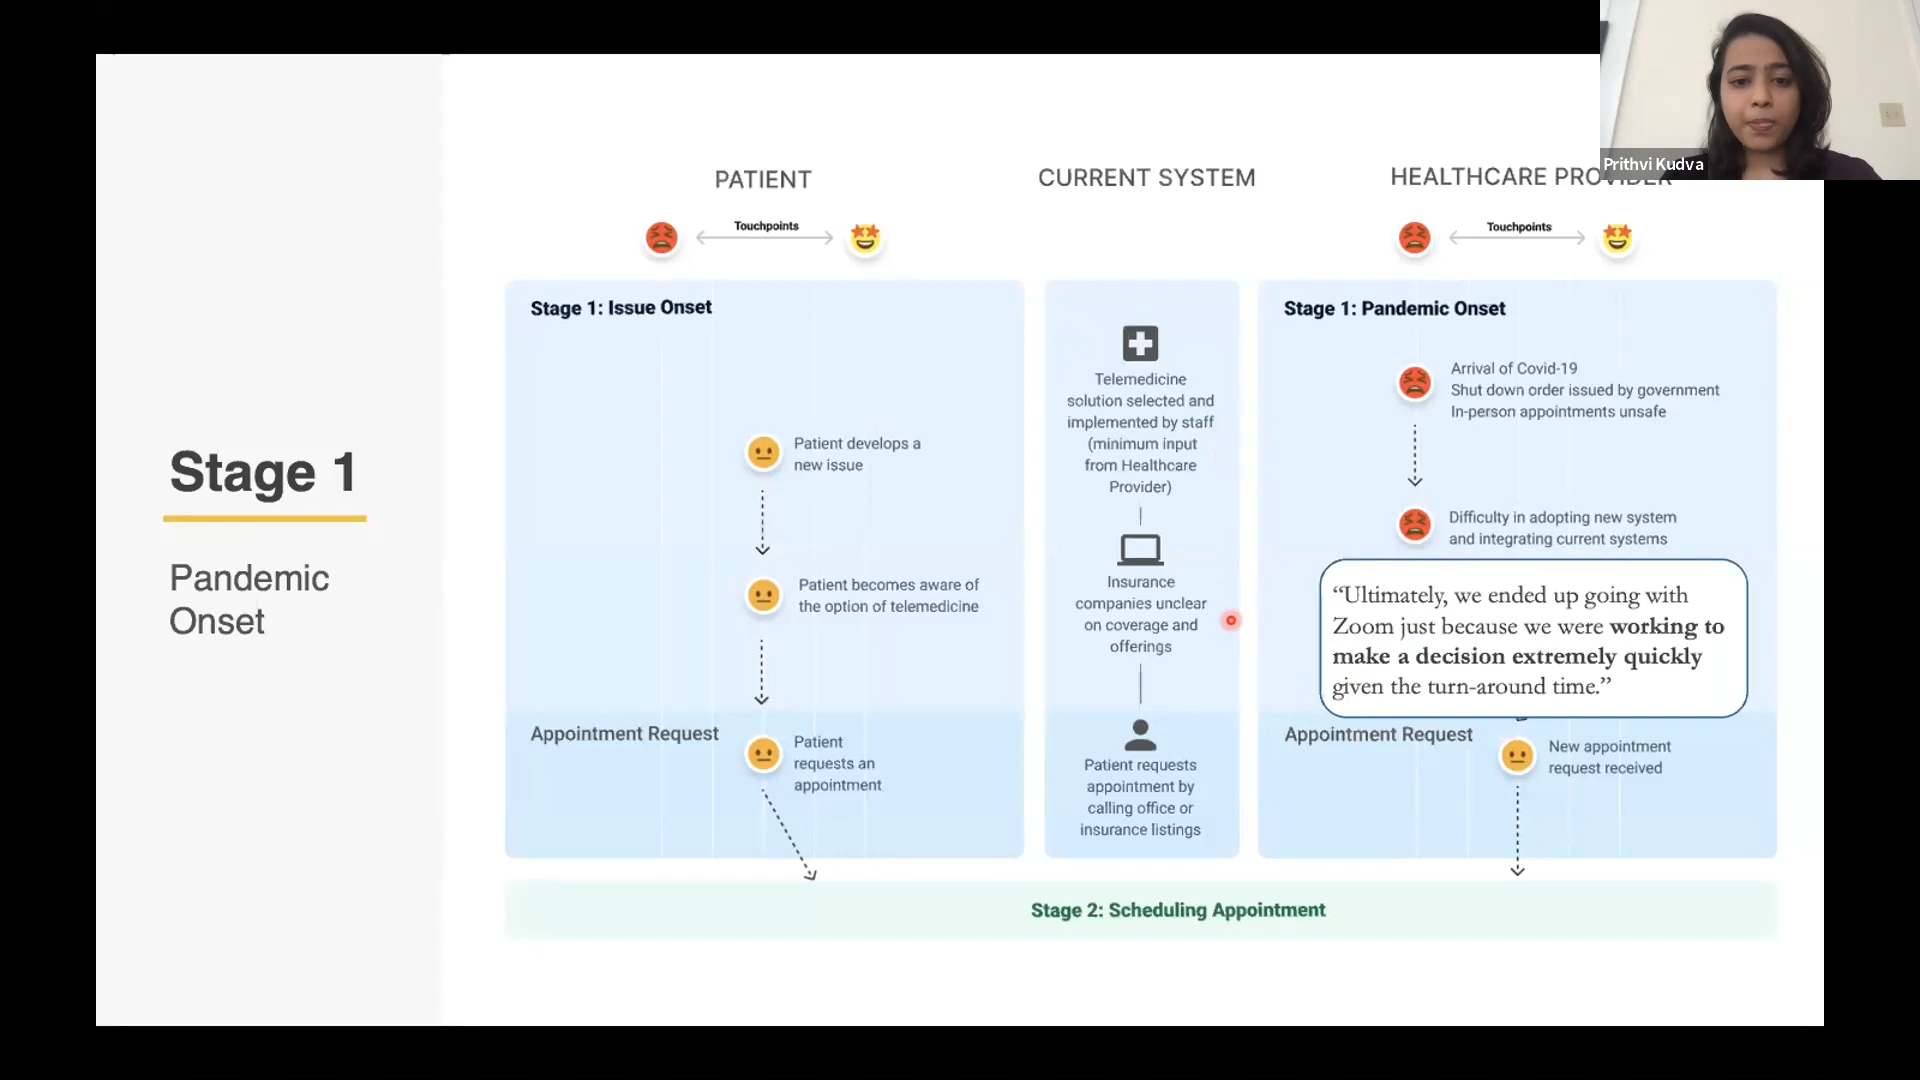 Prithvi Kudva
Stage 1
Pandemic
Onset
PATIENT
Touchpoints
CURRENT SYSTEM
HEALTHCARE PROVIDER
Touchpoints
Stage 1: Issue Onset
Patient develops a
new issue
Patient becomes aware of
the option of telemedicine
Appointment Request
Patient
requests an
appointment
Telemedicine
solution selected and
implemented by staff
(minimum input
from Healthcare
Provider)
Insurance
companies unclear
on coverage and
offerings
Patient requests
appointment by
calling office or
insurance listings
Stage 1: Pandemic Onset
Arrival of Covid-19
Shut down order issued by government
In-person appointments unsafe
Difficulty in adopting new system
and integrating current systems
“Ultimately, we ended up going with
Zoom just because we were working to
make a decision extremely quickly
given the turn-around time.”
Appointment Request
New appointment
request received
Stage 2: Scheduling Appointment